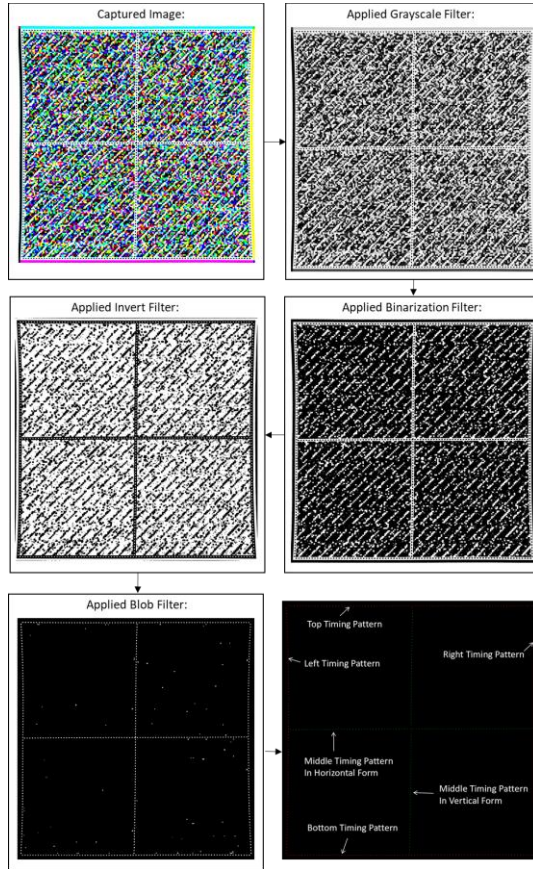 Captured Image:
Applied Grayscale Filter:
Applied Invert Filter:
Applied Binarization Filter:
Applied Blob Filter:
Top Timing Pattern
Right Timing Pattern
Left Timing Pattern
Middle Timing Pattern
In Horizontal Form
Middle Timing Pattern
In Vertical Form
Bottom Timing Pattern